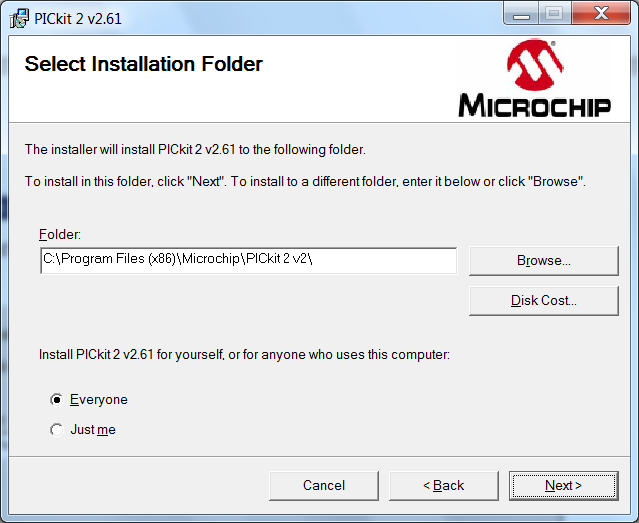 PICkit 2 v2.61
Select Installation Folder
MICROCHIP
The installer will install PICkit 2 v2.61 to the following folder.
To install in this folder, click "Next". To install to a different folder, enter it below or click "Browse".
Folder:
C:\Program Files (x86)\Microchip\PICkit 2 v2\
Browse...
Disk Cost...
Install PICkit 2 v2.61 for yourself, or for anyone who uses this computer:
Everyone
Just me
Cancel
< Back
Next >